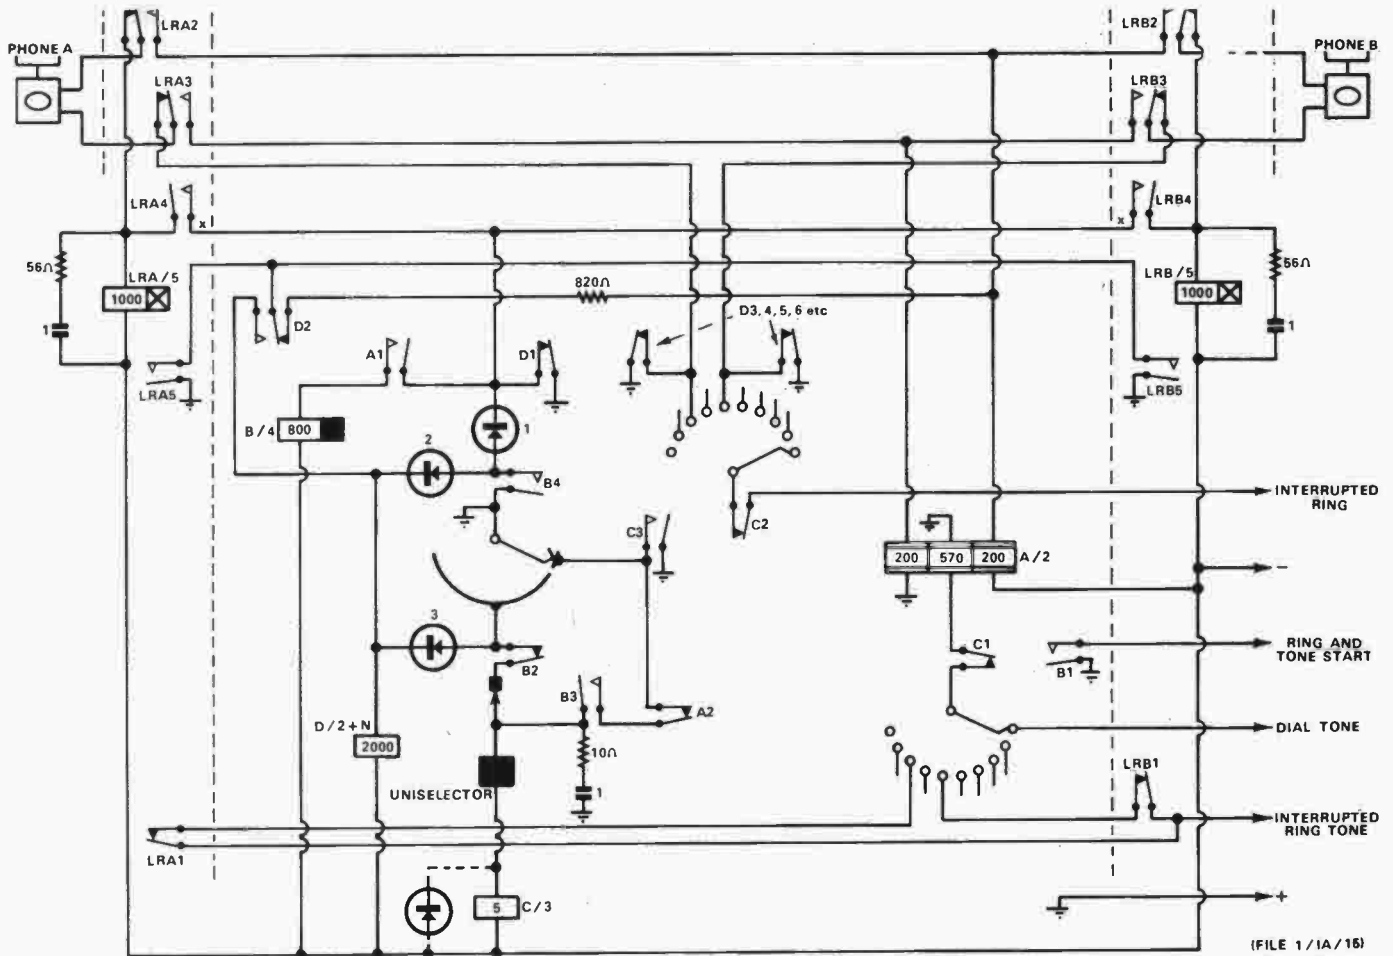 LRA2
LRB2
PHONE A
PHONE B
LRA3
LRB3
LRA4
LRB4
x
x
56Ω
LRA/5
1000
820Ω
LRB/5
1000
56Ω
1
D2
D3, 4, 5, 6 etc
1
A1
D1
LRA5
LRB5
B/4
800
1
2
B4
INTERRUPTED
RING
C3
C2
200
570
200
A/2
−
3
C1
RING AND
TONE START
B2
B1
B3
A2
D/2+N
2000
DIAL TONE
10Ω
LRB1
UNISELECTOR
1
INTERRUPTED
RING TONE
LRA1
5
C/3
+
(FILE 1/IA/15)